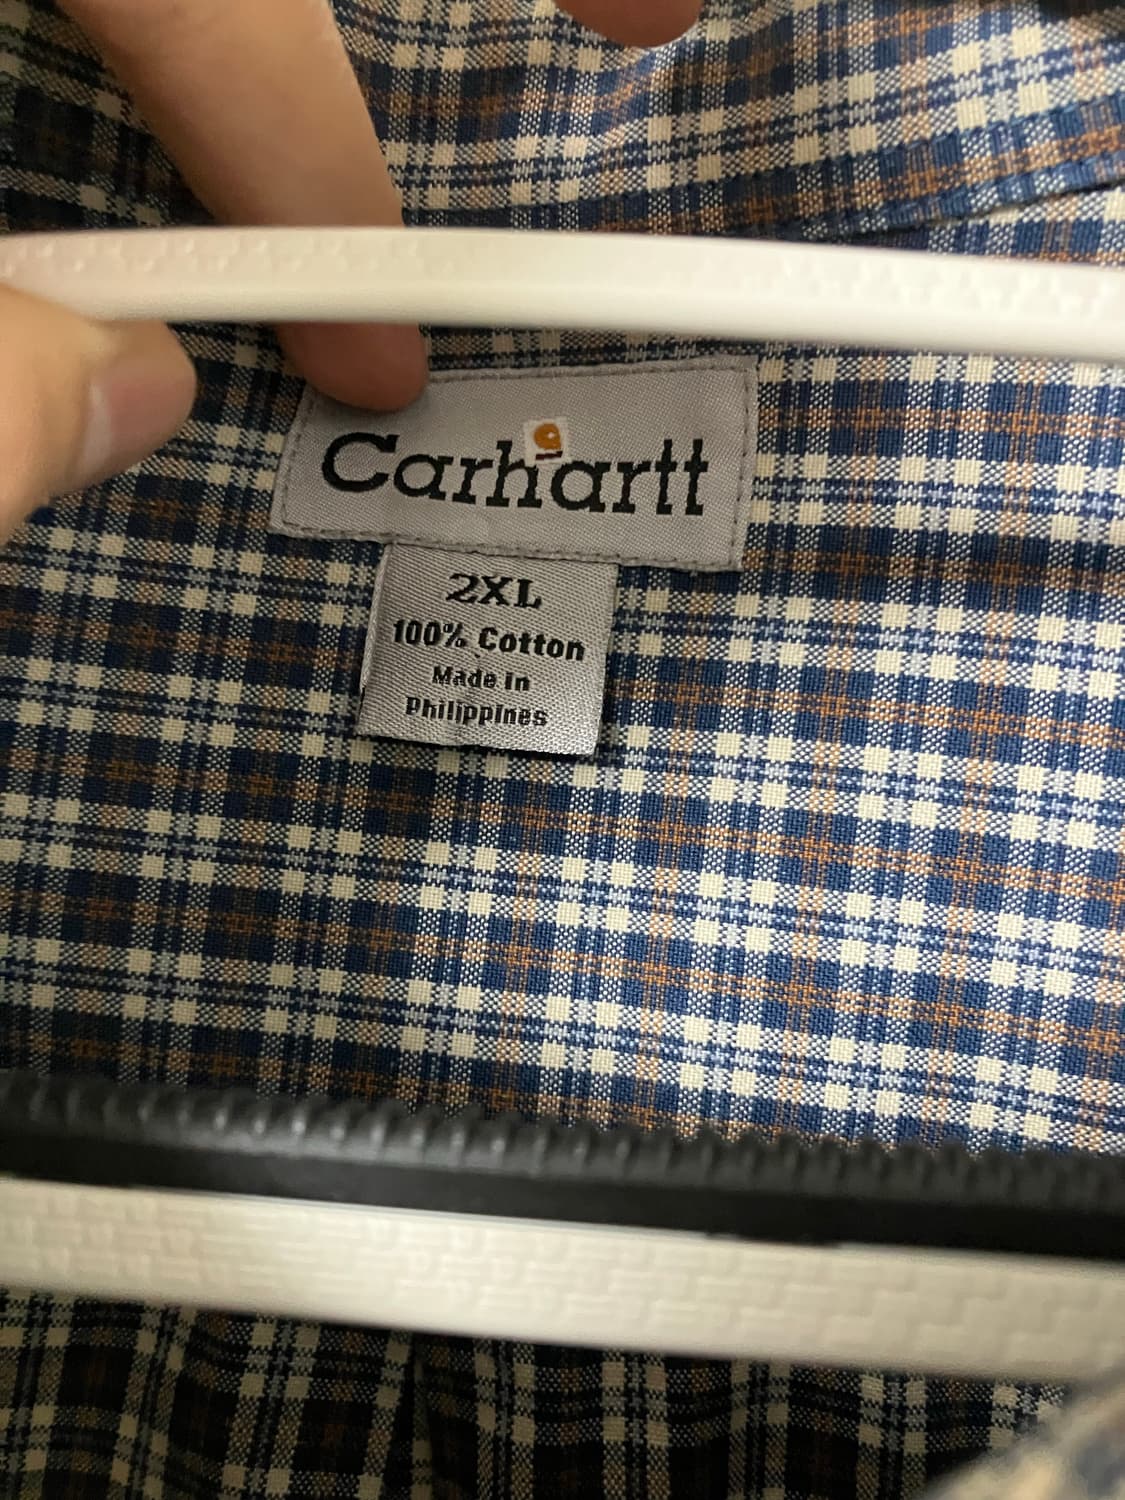 Carhartt
2XL
100% Cotton
Made in
Philippines